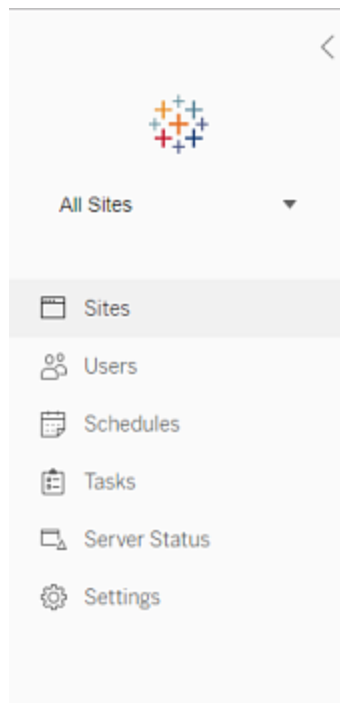 All Sites
Sites
Users
Schedules
Tasks
Server Status
Settings